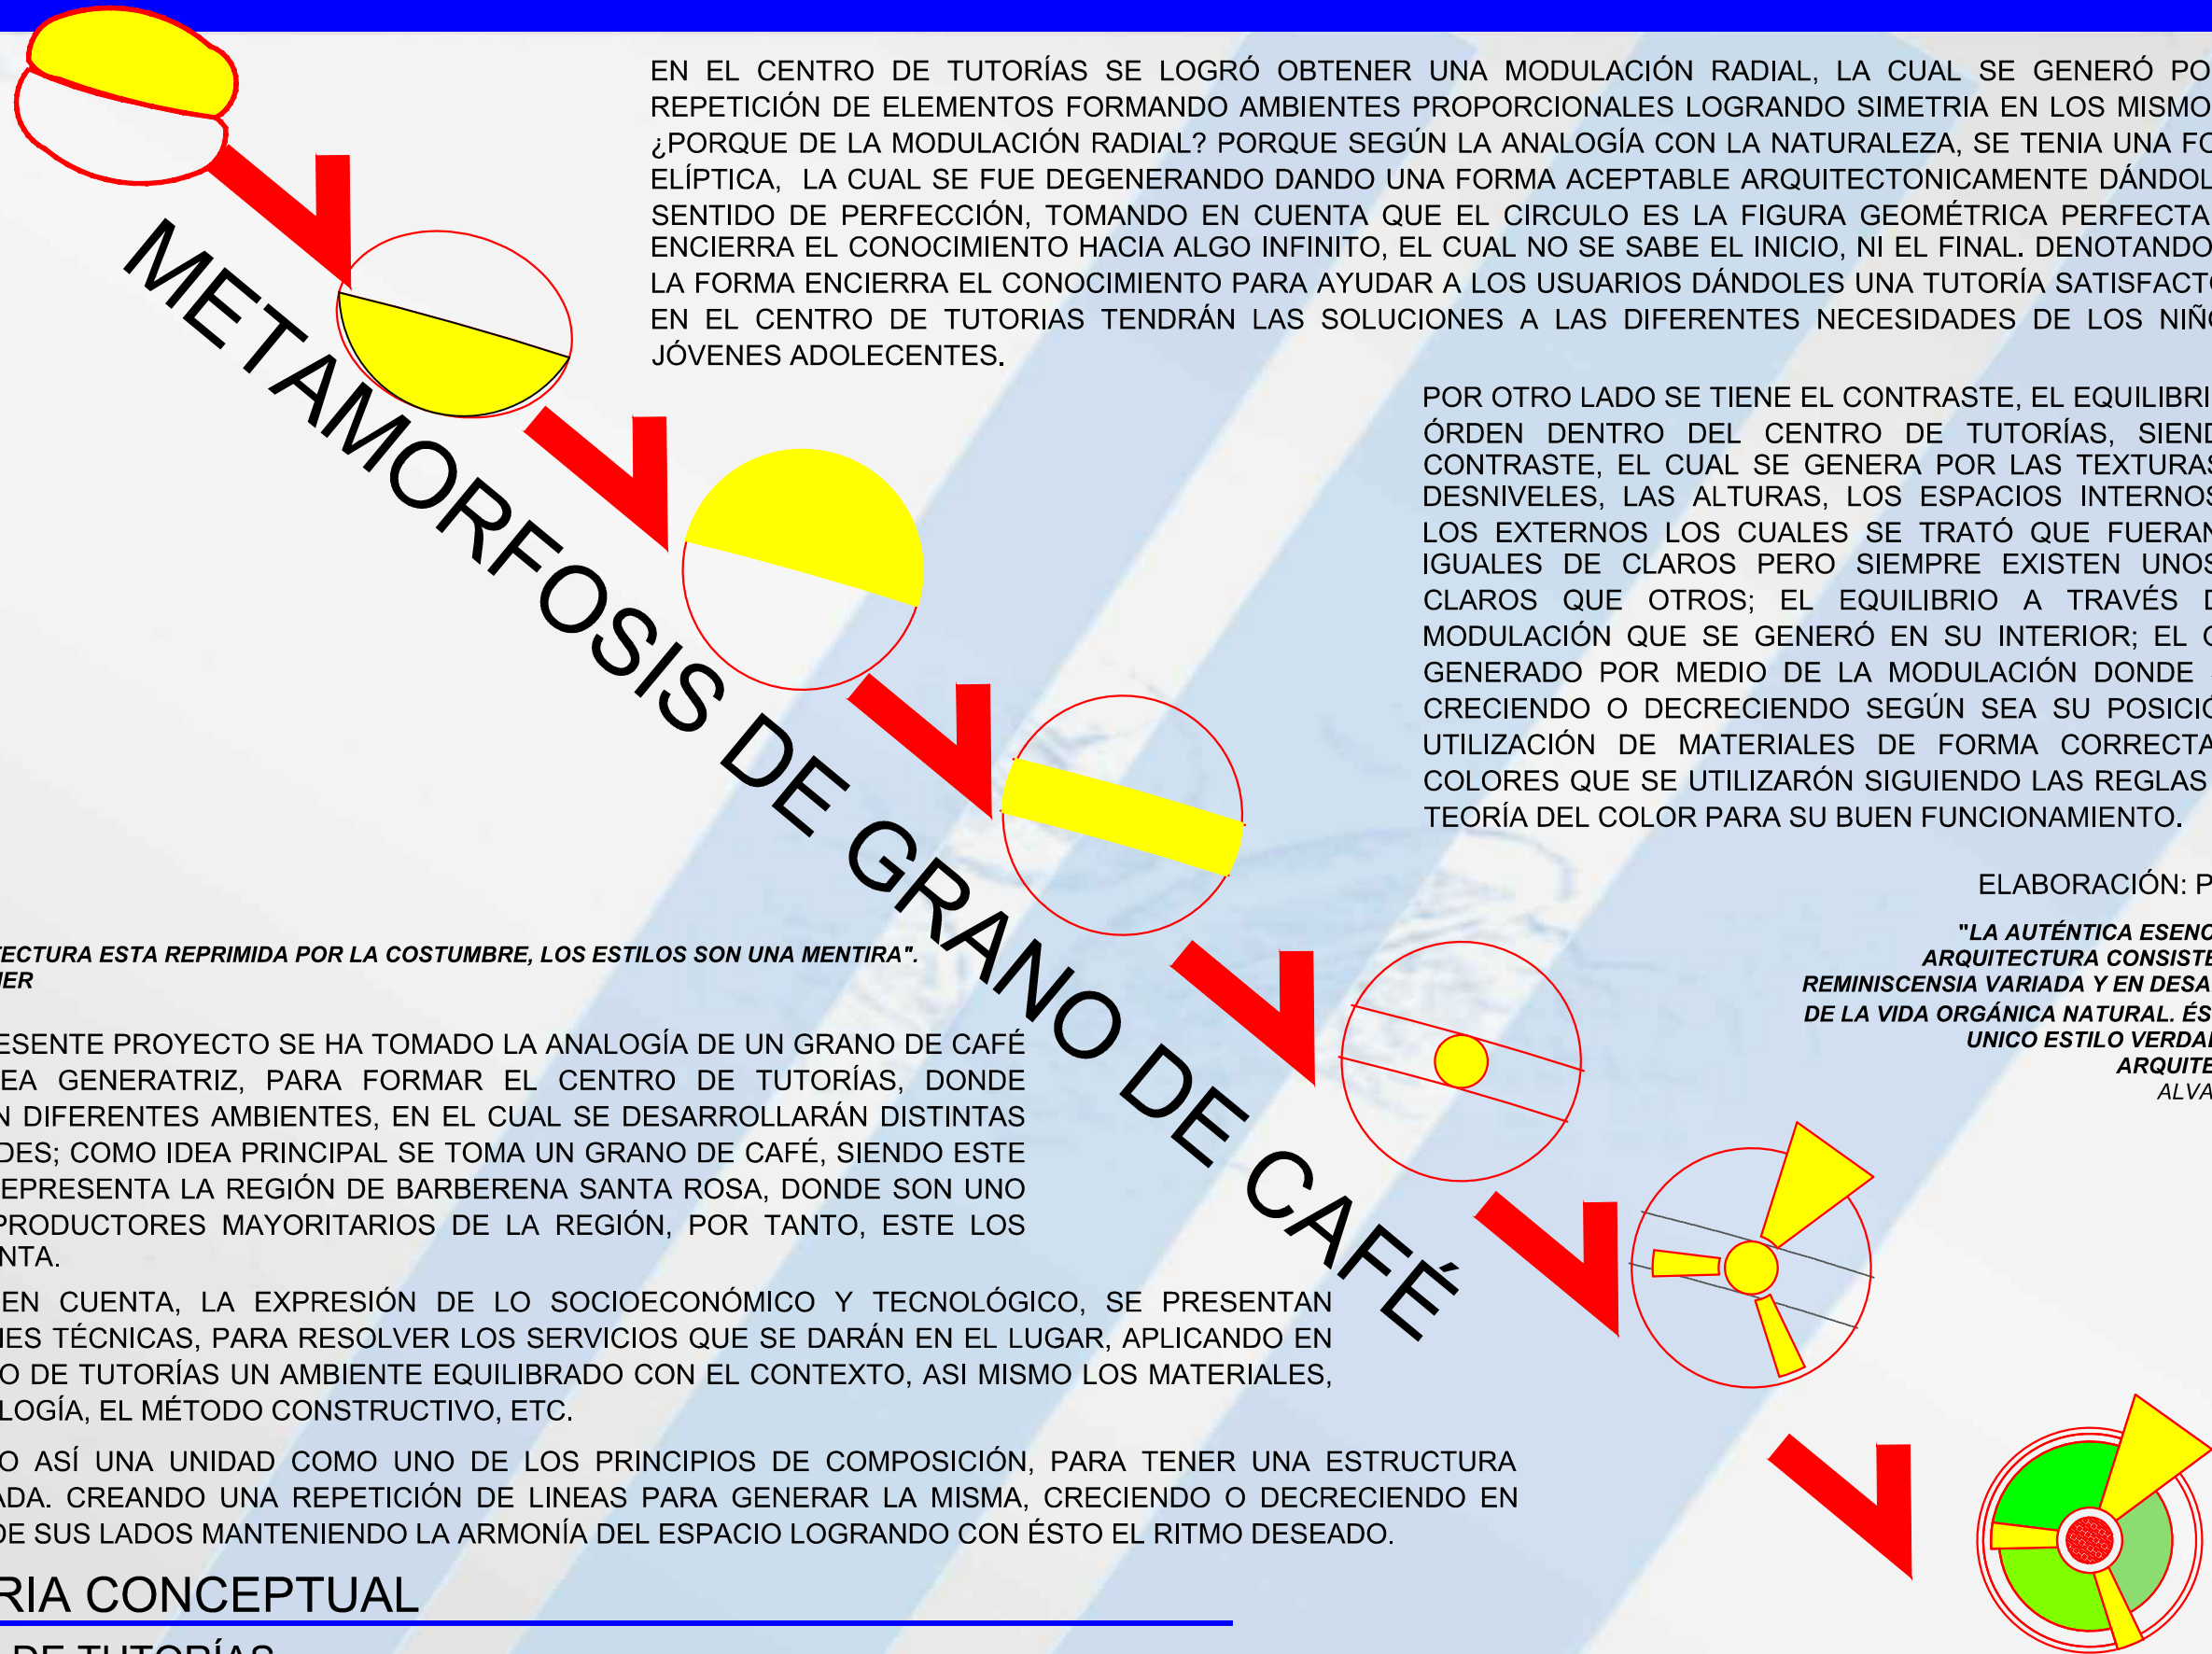 EN EL CENTRO DE TUTORÍAS SE LOGRÓ OBTENER UNA MODULACIÓN RADIAL, LA CUAL SE GENERÓ PO
REPETICIÓN DE ELEMENTOS FORMANDO AMBIENTES PROPORCIONALES LOGRANDO SIMETRIA EN LOS MISMO
¿PORQUE DE LA MODULACIÓN RADIAL? PORQUE SEGÚN LA ANALOGÍA CON LA NATURALEZA, SE TENIA UNA FO
ELÍPTICA, LA CUAL SE FUE DEGENERANDO DANDO UNA FORMA ACEPTABLE ARQUITECTONICAMENTE DÁNDOL
SENTIDO DE PERFECCIÓN, TOMANDO EN CUENTA QUE EL CIRCULO ES LA FIGURA GEOMÉTRICA PERFECTA
ENCIERRA EL CONOCIMIENTO HACIA ALGO INFINITO, EL CUAL NO SE SABE EL INICIO, NI EL FINAL. DENOTANDO
LA FORMA ENCIERRA EL CONOCIMIENTO PARA AYUDAR A LOS USUARIOS DÁNDOLES UNA TUTORÍA SATISFACTO
EN EL CENTRO DE TUTORIAS TENDRÁN LAS SOLUCIONES A LAS DIFERENTES NECESIDADES DE LOS NIÑO
JÓVENES ADOLECENTES.
POR OTRO LADO SE TIENE EL CONTRASTE, EL EQUILIBRI
ÓRDEN DENTRO DEL CENTRO DE TUTORÍAS, SIEND
CONTRASTE, EL CUAL SE GENERA POR LAS TEXTURAS
DESNIVELES, LAS ALTURAS, LOS ESPACIOS INTERNOS
LOS EXTERNOS LOS CUALES SE TRATÓ QUE FUERAN
IGUALES DE CLAROS PERO SIEMPRE EXISTEN UNOS
CLAROS QUE OTROS; EL EQUILIBRIO A TRAVÉS D
MODULACIÓN QUE SE GENERÓ EN SU INTERIOR; EL
GENERADO POR MEDIO DE LA MODULACIÓN DONDE
CRECIENDO O DECRECIENDO SEGÚN SEA SU POSICIÓ
UTILIZACIÓN DE MATERIALES DE FORMA CORRECTA
COLORES QUE SE UTILIZARÓN SIGUIENDO LAS REGLAS
TEORÍA DEL COLOR PARA SU BUEN FUNCIONAMIENTO.
ELABORACIÓN: P
"LA AUTÉNTICA ESENC
ARQUITECTURA CONSISTE
REMINISCENSIA VARIADA Y EN DESA
DE LA VIDA ORGÁNICA NATURAL. ÉS
UNICO ESTILO VERDA
ARQUITE
ALVA
METAMORFOSIS DE GRANO DE CAFÉ
TECTURA ESTA REPRIMIDA POR LA COSTUMBRE, LOS ESTILOS SON UNA MENTIRA".
IER
ESENTE PROYECTO SE HA TOMADO LA ANALOGÍA DE UN GRANO DE CAFÉ
EA GENERATRIZ, PARA FORMAR EL CENTRO DE TUTORÍAS, DONDE
N DIFERENTES AMBIENTES, EN EL CUAL SE DESARROLLARÁN DISTINTAS
DES; COMO IDEA PRINCIPAL SE TOMA UN GRANO DE CAFÉ, SIENDO ESTE
EPRESENTA LA REGIÓN DE BARBERENA SANTA ROSA, DONDE SON UNO
PRODUCTORES MAYORITARIOS DE LA REGIÓN, POR TANTO, ESTE LOS
NTA.
EN CUENTA, LA EXPRESIÓN DE LO SOCIOECONÓMICO Y TECNOLÓGICO, SE PRESENTAN
NES TÉCNICAS, PARA RESOLVER LOS SERVICIOS QUE SE DARÁN EN EL LUGAR, APLICANDO EN
O DE TUTORÍAS UN AMBIENTE EQUILIBRADO CON EL CONTEXTO, ASI MISMO LOS MATERIALES,
LOGÍA, EL MÉTODO CONSTRUCTIVO, ETC.
O ASÍ UNA UNIDAD COMO UNO DE LOS PRINCIPIOS DE COMPOSICIÓN, PARA TENER UNA ESTRUCTURA
ADA. CREANDO UNA REPETICIÓN DE LINEAS PARA GENERAR LA MISMA, CRECIENDO O DECRECIENDO EN
DE SUS LADOS MANTENIENDO LA ARMONÍA DEL ESPACIO LOGRANDO CON ÉSTO EL RITMO DESEADO.
RIA CONCEPTUAL
DE TUTORÍAS